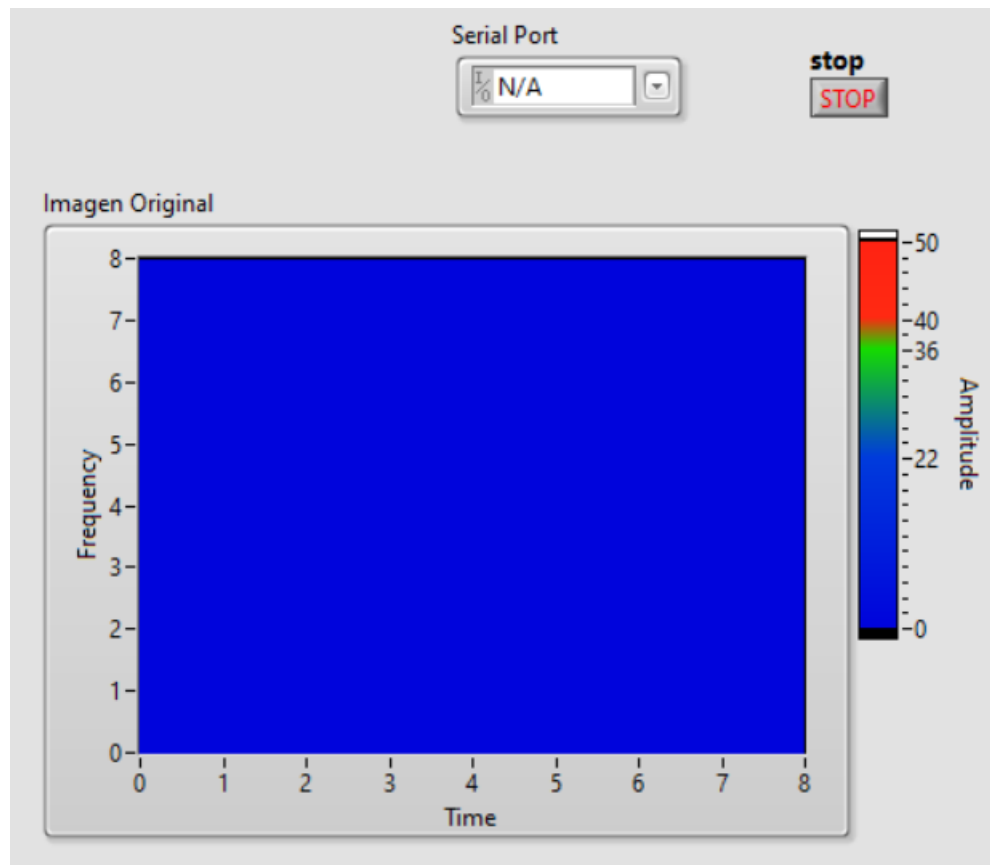 Serial Port
I/O N/A
stop
STOP
Imagen Original
8
7
6
5
4
3
2
1
0
Frequency
0 1 2 3 4 5 6 7 8
Time
50
40
36
22
0
Amplitude